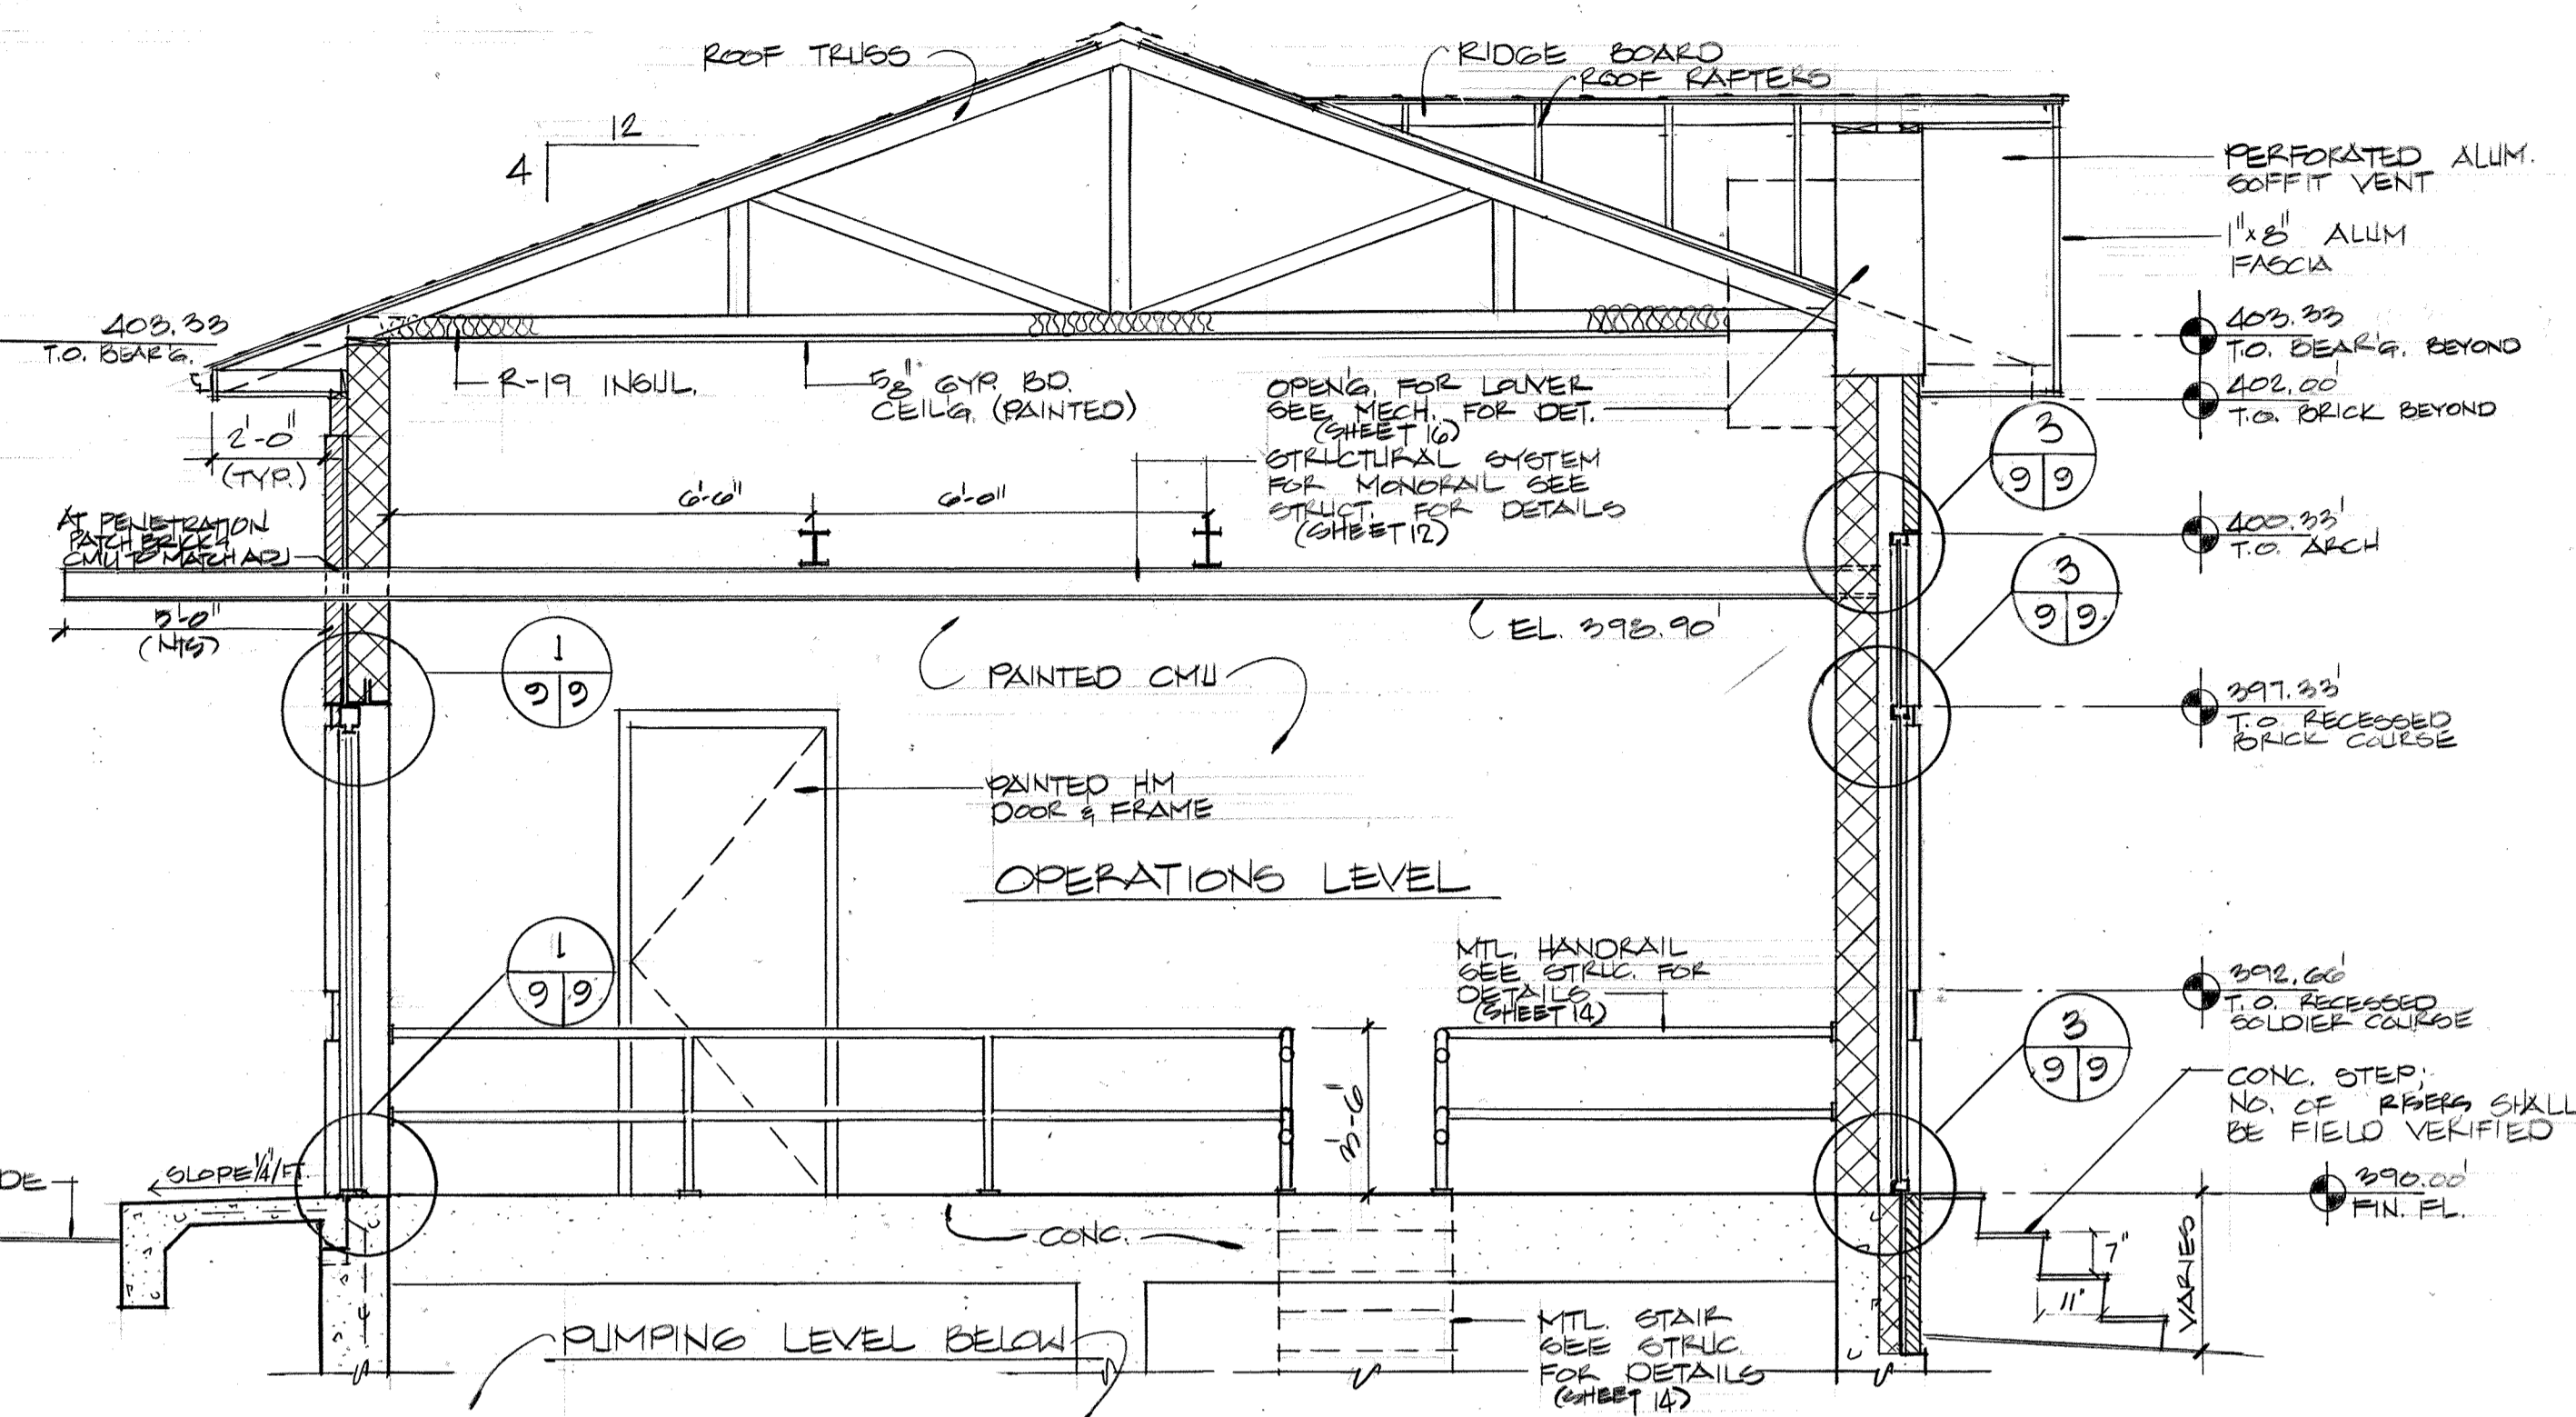 ROOF TRUSS
RIDGE BOARD
ROOF RAFTERS
12
4
PERFORATED ALUM.
SOFFIT VENT
1"x8" ALUM
FASCIA
403.33
T.O. BEAR'G.
403.33
T.O. BEAR'G. BEYOND
402.00'
T.O. BRICK BEYOND
R-19 INSUL.
5/8" GYP. BD.
CEIL'G. (PAINTED)
OPEN'G. FOR LOUVER
SEE MECH. FOR DET.
(SHEET 16)
STRUCTURAL SYSTEM
FOR MONORAIL SEE
STRUCT. FOR DETAILS
(SHEET 12)
2'-0"
(TYP.)
6'-6"
6'-0"
3
9 9
400.33'
T.O. ARCH
AT PENETRATION
PATCH BRICK &
CMU TO MATCH ADJ
5'-0"
(NTS)
3
9 9
EL. 398.90'
1
9 9
PAINTED CMU
397.33'
T.O. RECESSED
BRICK COURSE
PAINTED HM
DOOR & FRAME
OPERATIONS LEVEL
1
9 9
MTL. HANDRAIL
SEE STRUC. FOR
DETAILS
(SHEET 14)
392.66'
T.O. RECESSED
SOLDIER COURSE
3
9 9
3'-6"
CONC. STEP;
NO. OF RISERS SHALL
BE FIELD VERIFIED
DE
SLOPE 1/4"/FT.
390.00'
FIN. FL.
CONC.
7"
11"
VARIES
PUMPING LEVEL BELOW
MTL. STAIR
SEE STRUC.
FOR DETAILS
(SHEET 14)